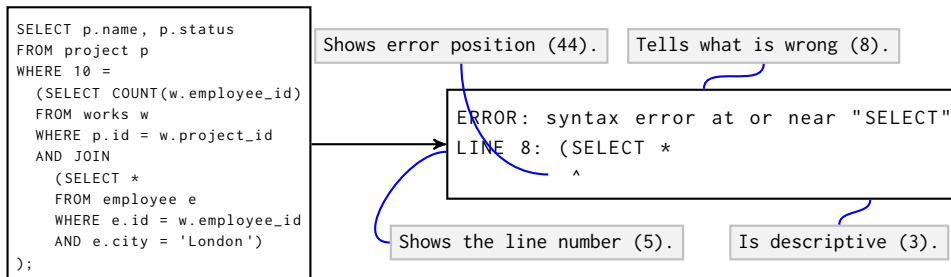 SELECT p.name, p.status
FROM project p
WHERE 10 =
(SELECT COUNT(w.employee_id)
FROM works w
WHERE p.id = w.project_id
AND JOIN
(SELECT *
FROM employee e
WHERE e.id = w.employee_id
AND e.city = 'London')
);
Shows error position (44).
Tells what is wrong (8).
ERROR: syntax error at or near "SELECT"
LINE 8: (SELECT *
^
Shows the line number (5).
Is descriptive (3).